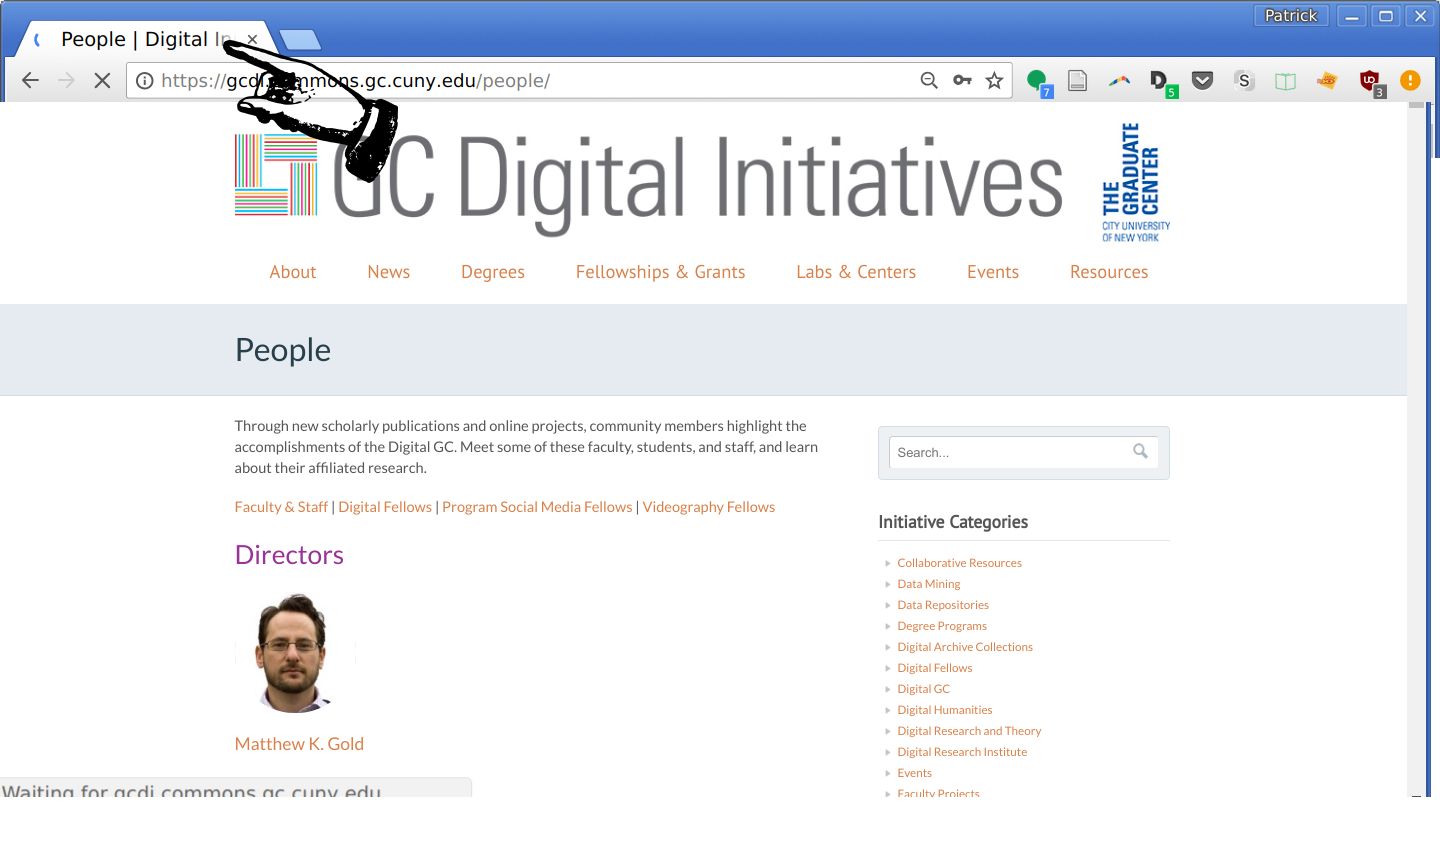 Patrick
People | Digital In
https://gcdi.commons.gc.cuny.edu/people/
7
5
S
3
GC Digital Initiatives
THE GRADUATE CENTER
CITY UNIVERSITY
OF NEW YORK
About News Degrees Fellowships & Grants Labs & Centers Events Resources
People
Through new scholarly publications and online projects, community members highlight the
accomplishments of the Digital GC. Meet some of these faculty, students, and staff, and learn
about their affiliated research.
Faculty & Staff | Digital Fellows | Program Social Media Fellows | Videography Fellows
Directors
Matthew K. Gold
Search...
Initiative Categories
Collaborative Resources
Data Mining
Data Repositories
Degree Programs
Digital Archive Collections
Digital Fellows
Digital GC
Digital Humanities
Digital Research and Theory
Digital Research Institute
Events
Faculty Projects
Waiting for gcdi.commons.gc.cuny.edu